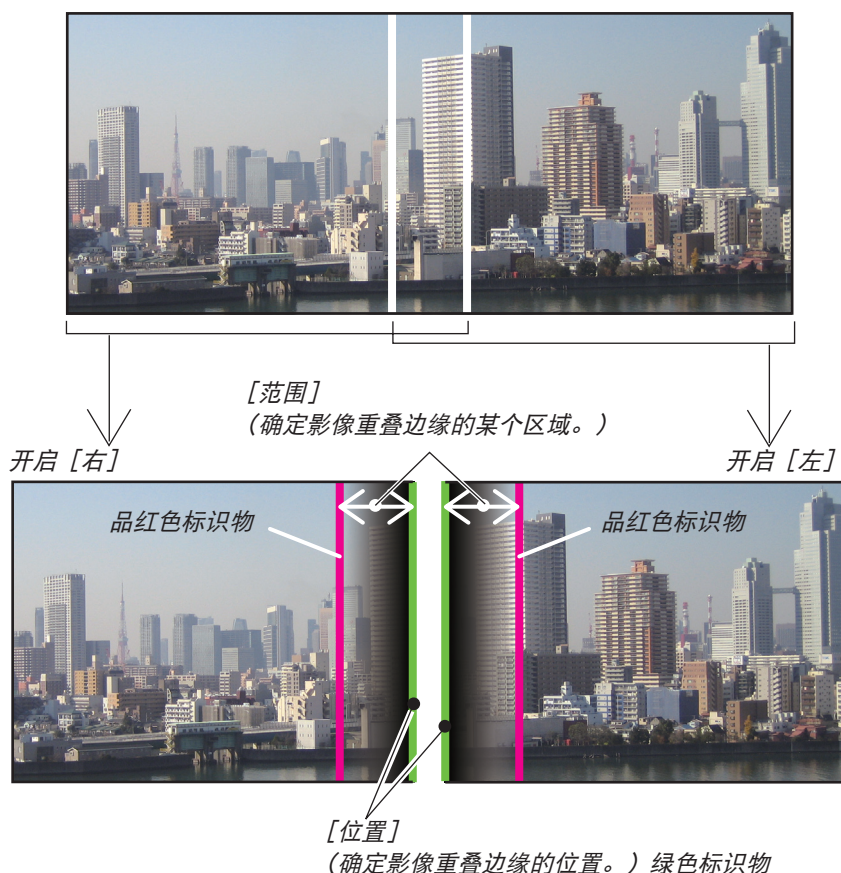 [范围]
（确定影像重叠边缘的某个区域。）
开启 [右]
开启 [左]
品红色标识物
品红色标识物
[位置]
（确定影像重叠边缘的位置。）绿色标识物